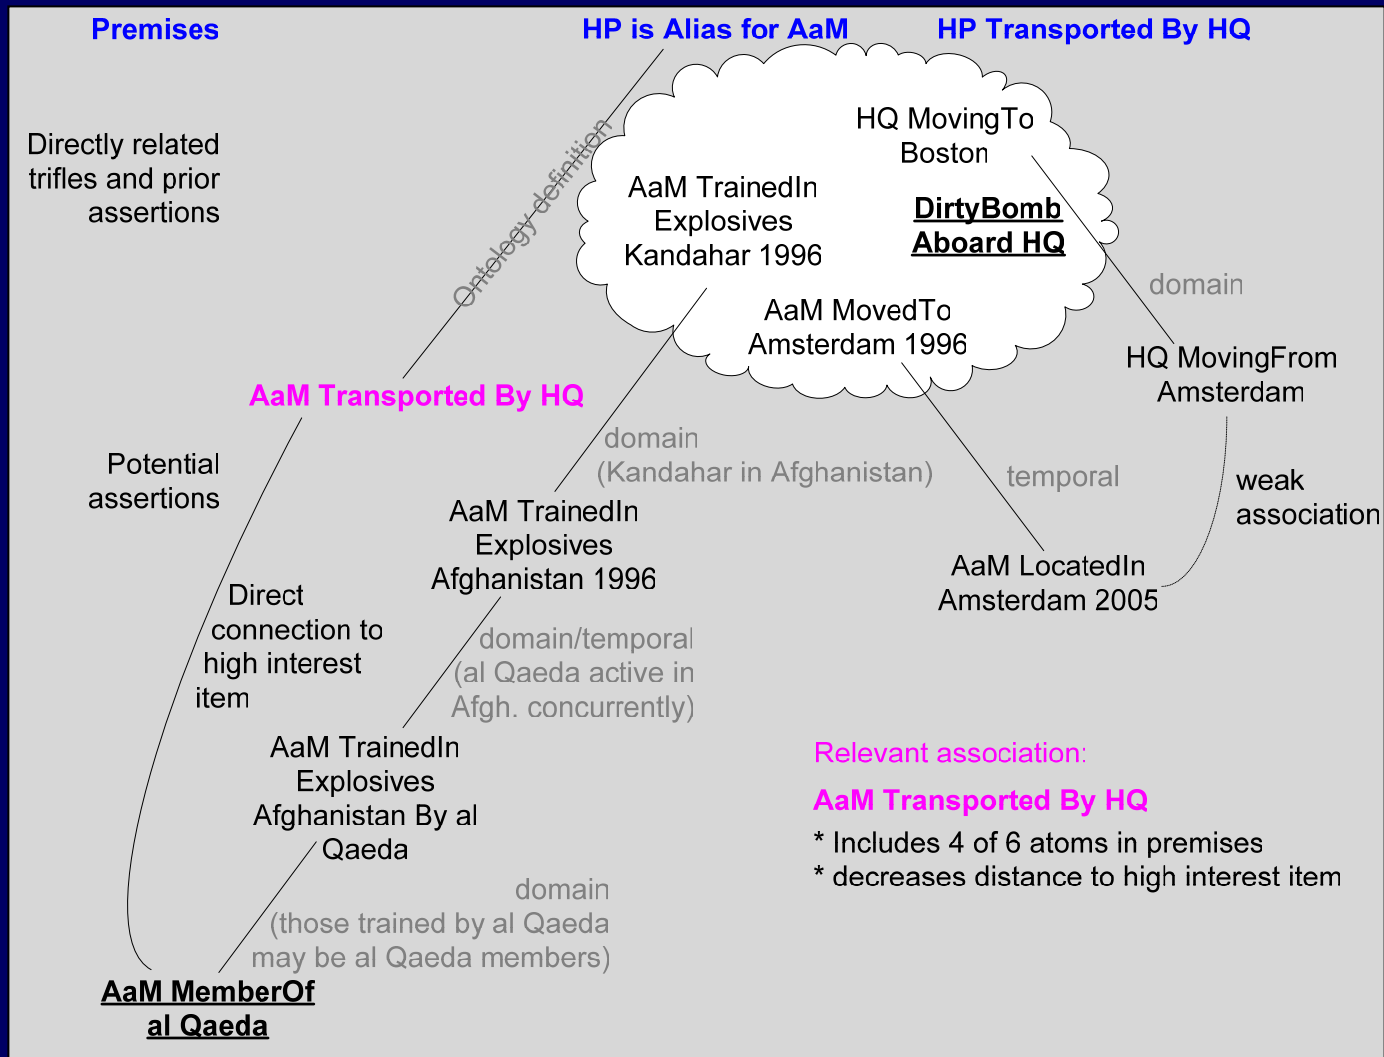 Premises
HP is Alias for AaM
HP Transported By HQ
Directly related
trifles and prior
assertions
Ontology definition
HQ MovingTo
Boston
AaM TrainedIn
Explosives
Kandahar 1996
DirtyBomb
Aboard HQ
AaM MovedTo
Amsterdam 1996
domain
HQ MovingFrom
Amsterdam
AaM Transported By HQ
Potential
assertions
domain
(Kandahar in Afghanistan)
temporal
weak
association
AaM TrainedIn
Explosives
Afghanistan 1996
AaM LocatedIn
Amsterdam 2005
Direct
connection to
high interest
item
domain/temporal
(al Qaeda active in
Afgh. concurrently)
AaM TrainedIn
Explosives
Afghanistan By al
Qaeda
Relevant association:
AaM Transported By HQ
* Includes 4 of 6 atoms in premises
* decreases distance to high interest item
domain
(those trained by al Qaeda
may be al Qaeda members)
AaM MemberOf
al Qaeda